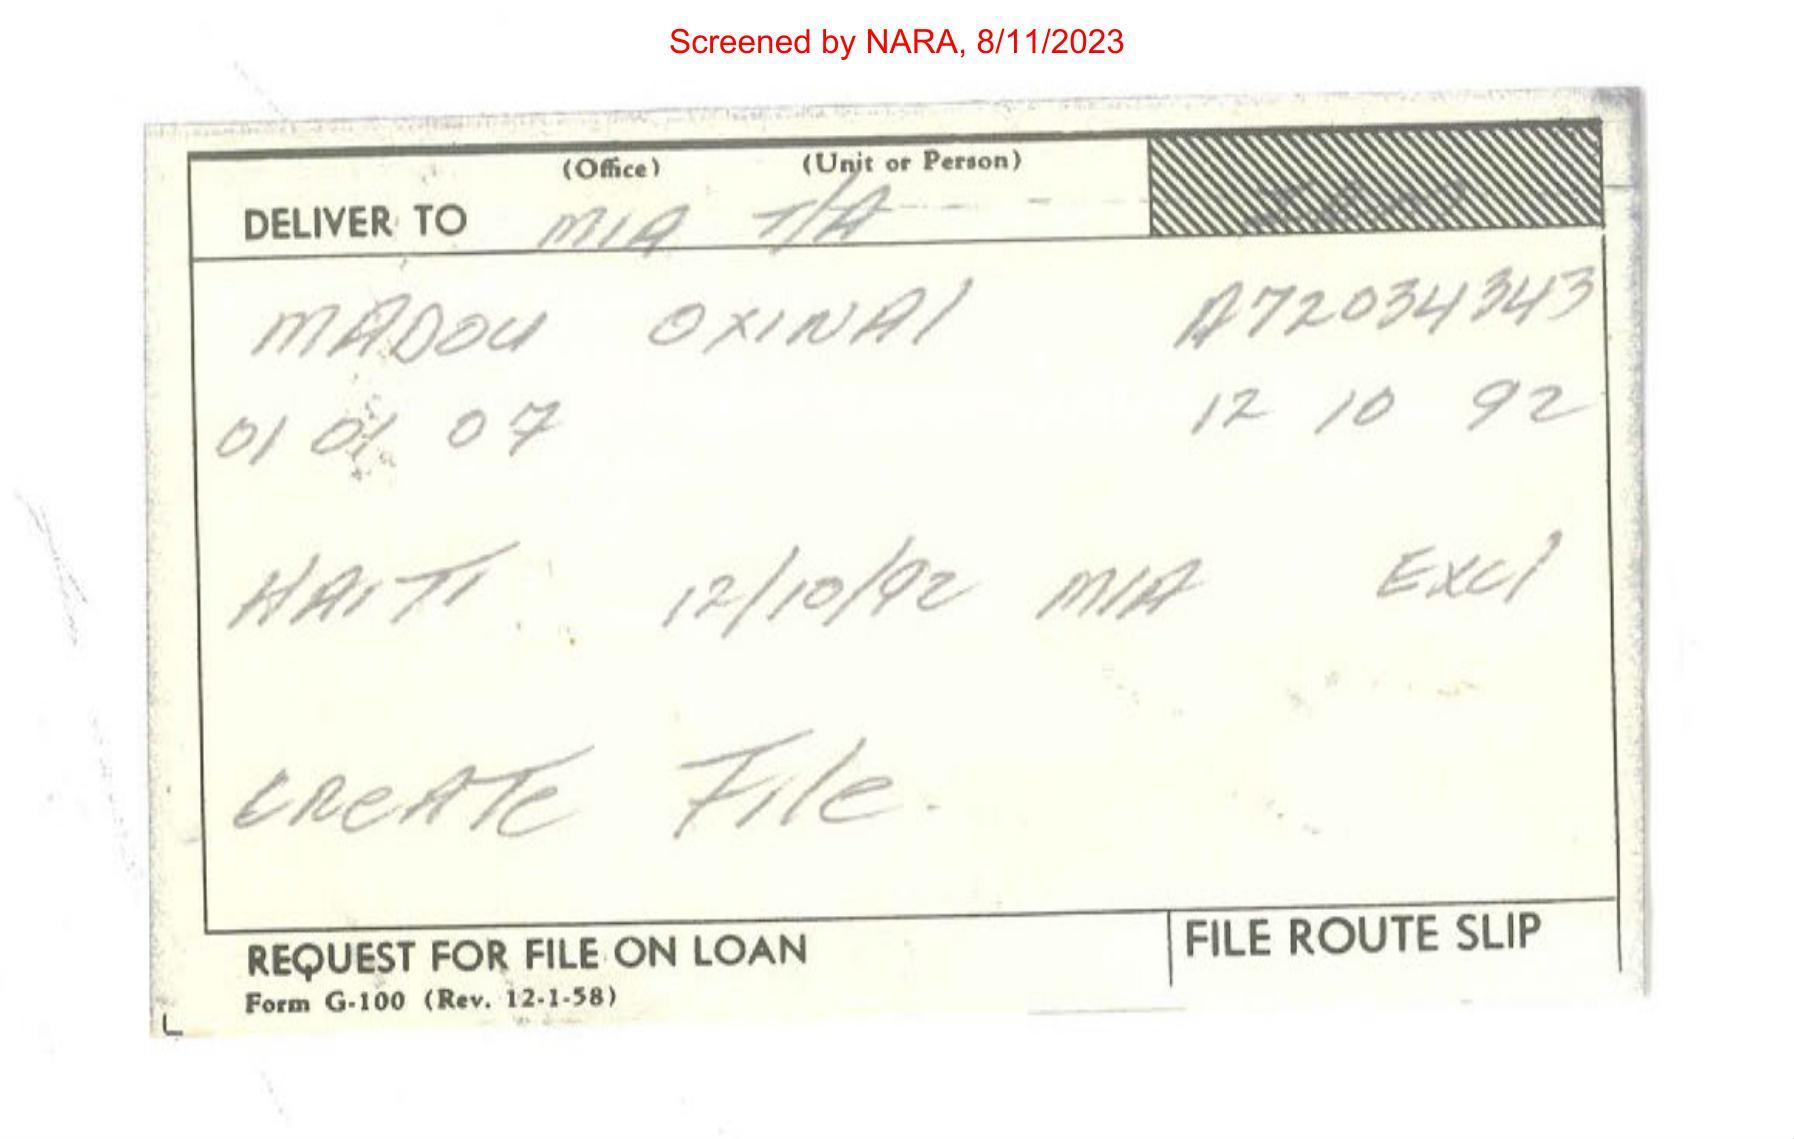 Screened by NARA, 8/11/2023
(Office) (Unit or Person)
DELIVER TO MIA T/A
MADOU OXINAI A72034343
01 01 07 12 10 92
HAITI 12/10/92 MIA Excl
CREATE File.
REQUEST FOR FILE ON LOAN FILE ROUTE SLIP
Form G-100 (Rev. 12-1-58)